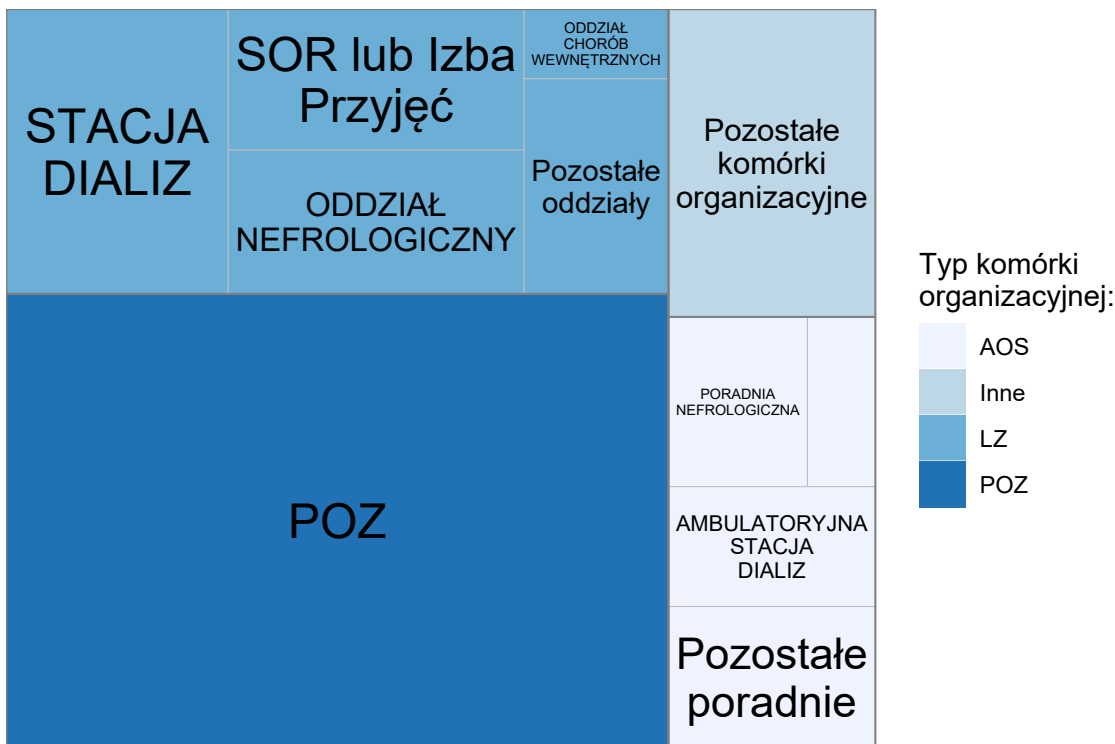 STACJA
DIALIZ
SOR lub Izba
Przyjęć
ODDZIAŁ
NEFROLOGICZNY
ODDZIAŁ
CHORÓB
WEWNĘTRZNYCH
Pozostałe
oddziały
Pozostałe
komórki
organizacyjne
POZ
PORADNIA
NEFROLOGICZNA
AMBULATORYJNA
STACJA
DIALIZ
Pozostałe
poradnie
Typ komórki
organizacyjnej:
AOS
Inne
LZ
POZ